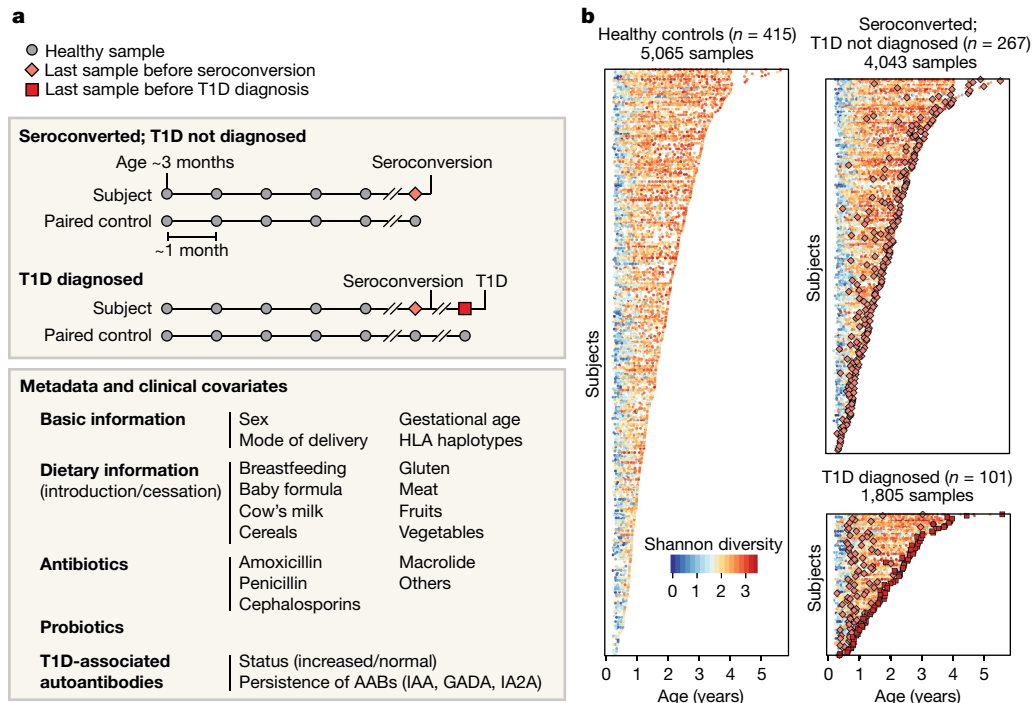 a
Healthy sample
Last sample before seroconversion
Last sample before T1D diagnosis
Seroconverted; T1D not diagnosed
Age ~3 months
Seroconversion
Subject
Paired control
~1 month
T1D diagnosed
Seroconversion T1D
Subject
Paired control
Metadata and clinical covariates
Basic information
Sex
Gestational age
Mode of delivery
HLA haplotypes
Dietary information
(introduction/cessation)
Breastfeeding
Gluten
Baby formula
Meat
Cow's milk
Fruits
Cereals
Vegetables
Antibiotics
Amoxicillin
Macrolide
Penicillin
Others
Cephalosporins
Probiotics
T1D-associated
autoantibodies
Status (increased/normal)
Persistence of AABs (IAA, GADA, IA2A)
b
Healthy controls (n = 415)
5,065 samples
Subjects
Shannon diversity
0 1 2 3
0 1 2 3 4 5
Age (years)
Seroconverted;
T1D not diagnosed (n = 267)
4,043 samples
Subjects
T1D diagnosed (n = 101)
1,805 samples
Subjects
0 1 2 3 4 5
Age (years)